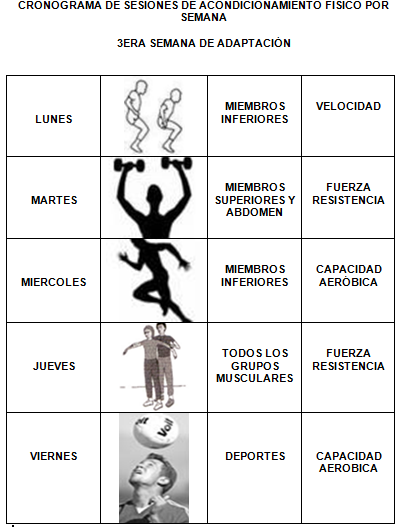 CRONOGRAMA DE SESIONES DE ACONDICIONAMIENTO FISICO POR
SEMANA
3ERA SEMANA DE ADAPTACIÓN
LUNES
MIEMBROS
INFERIORES
VELOCIDAD
MARTES
MIEMBROS
SUPERIORES Y
ABDOMEN
FUERZA
RESISTENCIA
MIERCOLES
MIEMBROS
INFERIORES
CAPACIDAD
AERÓBICA
JUEVES
TODOS LOS
GRUPOS
MUSCULARES
FUERZA
RESISTENCIA
VIERNES
Voit
DEPORTES
CAPACIDAD
AEROBICA